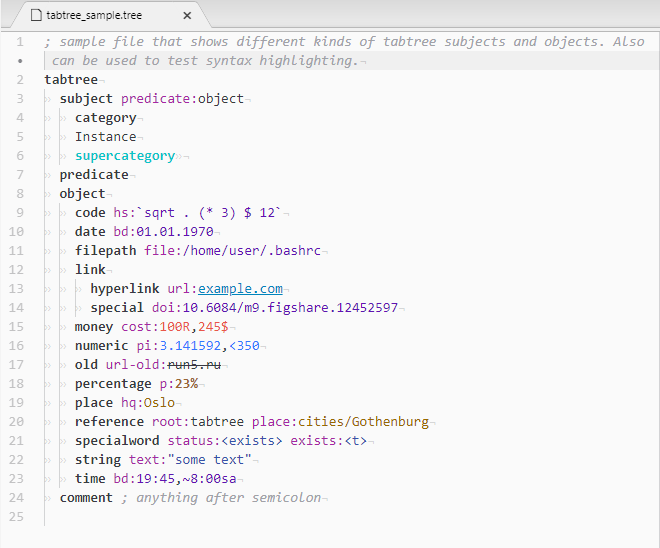 tabtree_sample.tree ×
1 ; sample file that shows different kinds of tabtree subjects and objects. Also
• can be used to test syntax highlighting.¬
2 tabtree¬
3 » subject predicate:object¬
4 » » category¬
5 » » Instance¬
6 » » supercategory»¬
7 » predicate¬
8 » object¬
9 » » code hs:`sqrt . (* 3) $ 12`¬
10 » » date bd:01.01.1970¬
11 » » filepath file:/home/user/.bashrc¬
12 » » link¬
13 » » » hyperlink url:example.com¬
14 » » » special doi:10.6084/m9.figshare.12452597¬
15 » » money cost:100R,245$¬
16 » » numeric pi:3.141592,<350¬
17 » » old url-old:run5.ru¬
18 » » percentage p:23%¬
19 » » place hq:Oslo¬
20 » » reference root:tabtree place:cities/Gothenburg¬
21 » » specialword status:<exists> exists:<t>¬
22 » » string text:"some text"¬
23 » » time bd:19:45,~8:00sa¬
24 » comment ; anything after semicolon¬
25